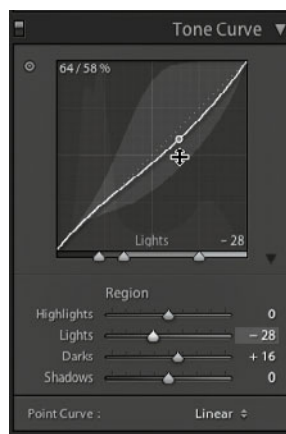 Tone Curve
64 / 58 %
Lights – 28
Region
Highlights 0
Lights – 28
Darks + 16
Shadows 0
Point Curve : Linear